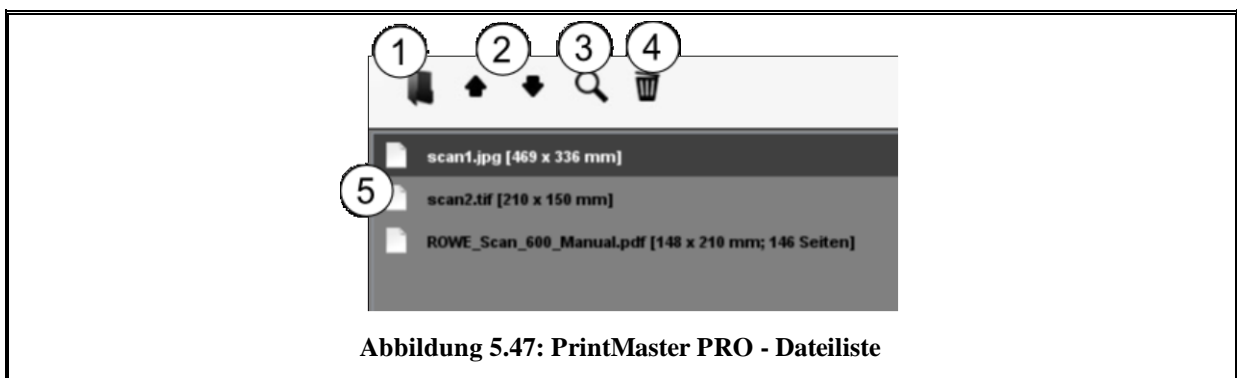 1 2 3 4
scan1.jpg [469 x 336 mm]
5
scan2.tif [210 x 150 mm]
ROWE_Scan_600_Manual.pdf [148 x 210 mm; 146 Seiten]
Abbildung 5.47: PrintMaster PRO - Dateiliste